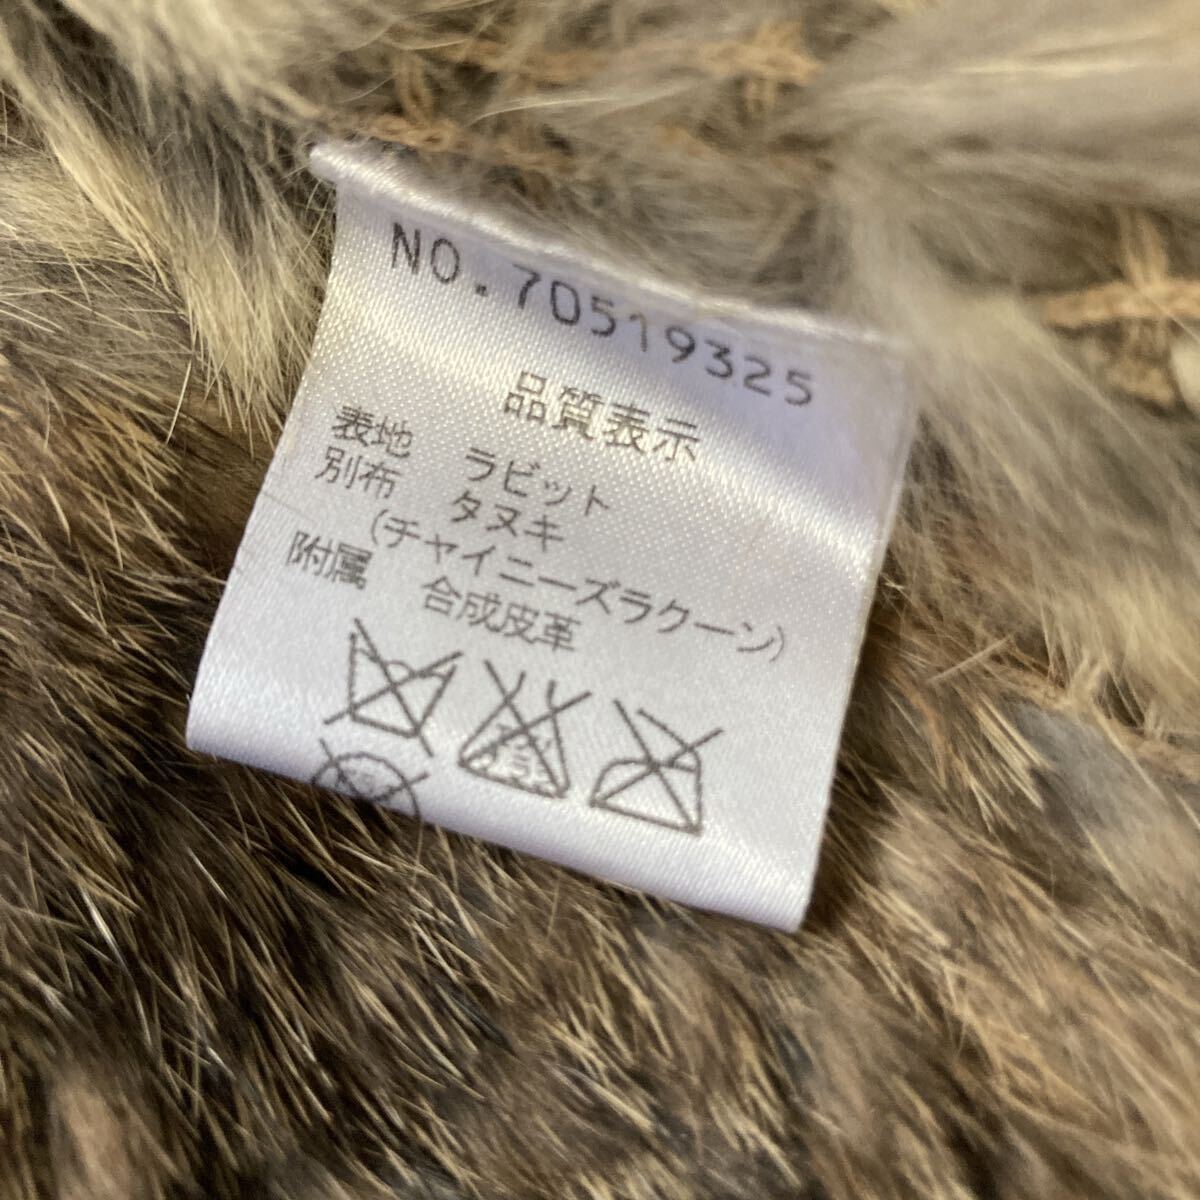 NO.70519325
品質表示
表地 ラビット
別布 タヌキ
(チャイニーズラクーン)
附属 合成皮革